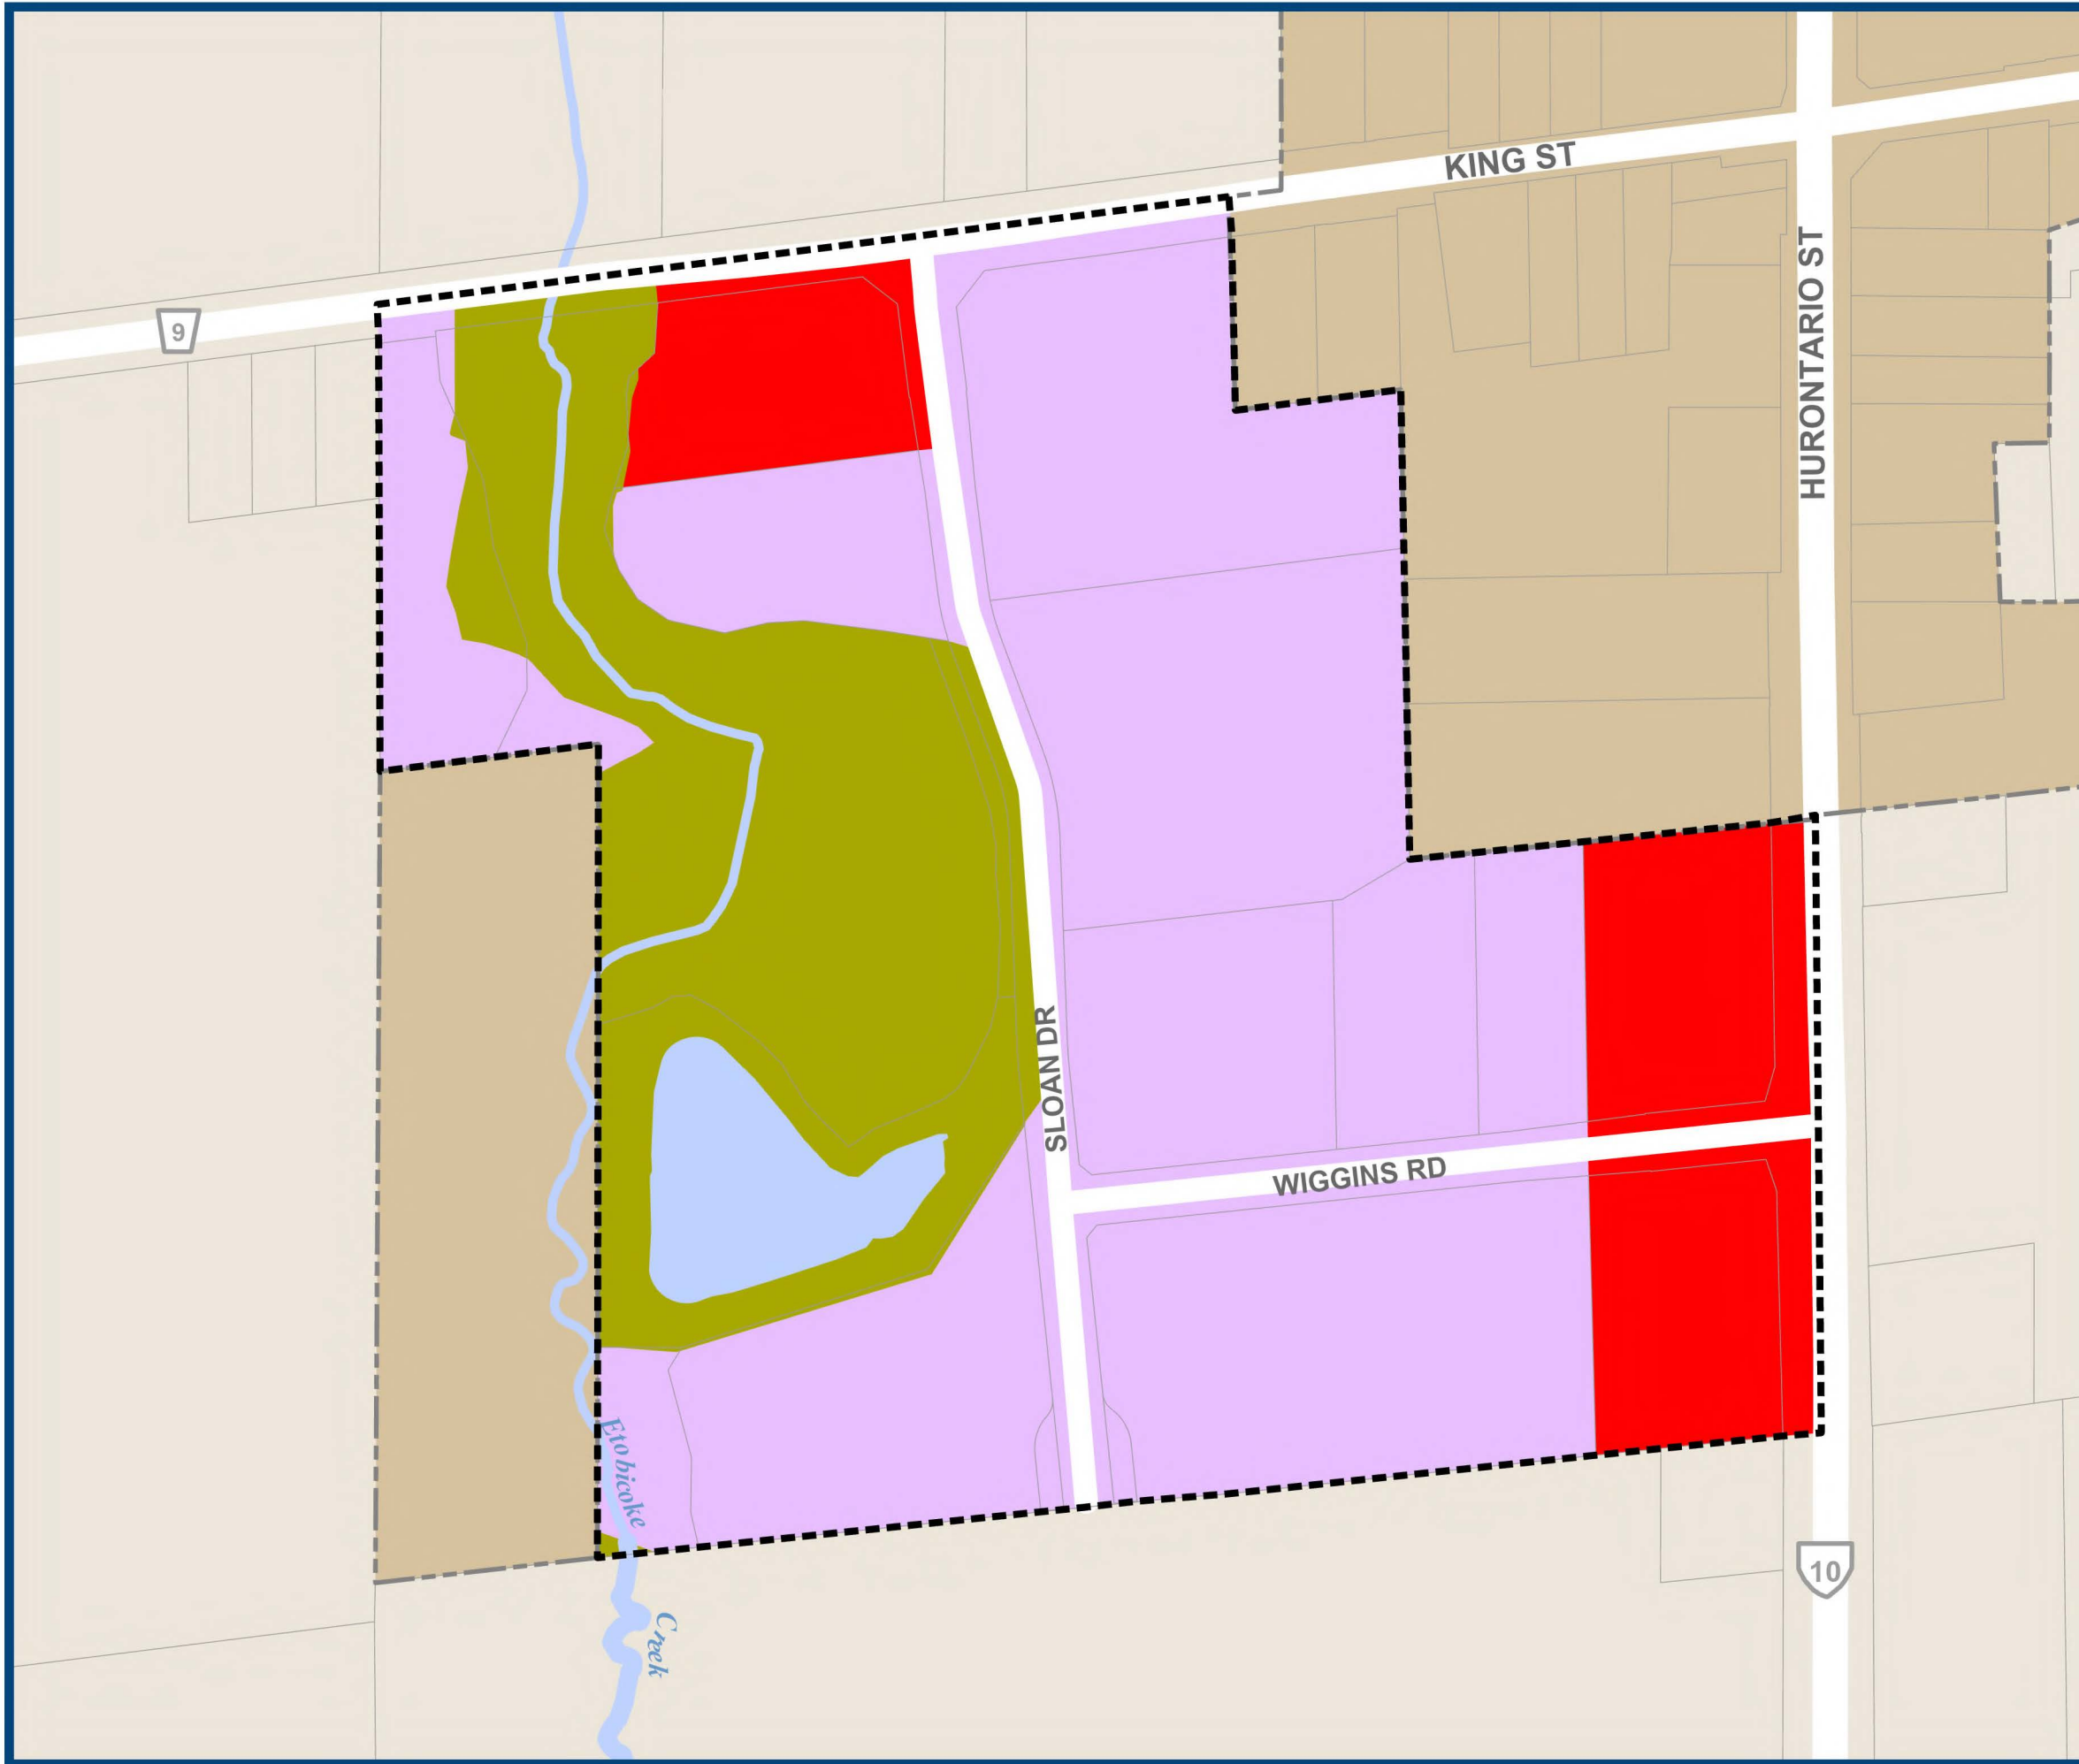 KING ST
HURONTARIO ST
9
SLOAN DR
WIGGINS RD
Etobicoke
Creek
10